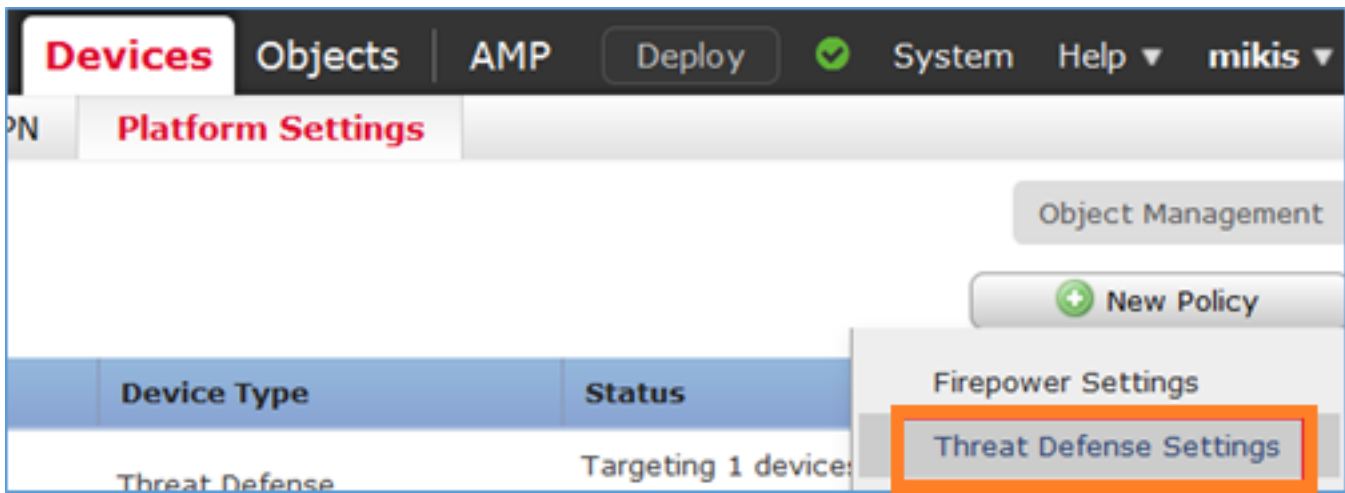 Devices Objects AMP Deploy System Help mikis
PN Platform Settings
Object Management
New Policy
Device Type Status
Firepower Settings
Threat Defense Settings
Targeting 1 devices
Threat Defense